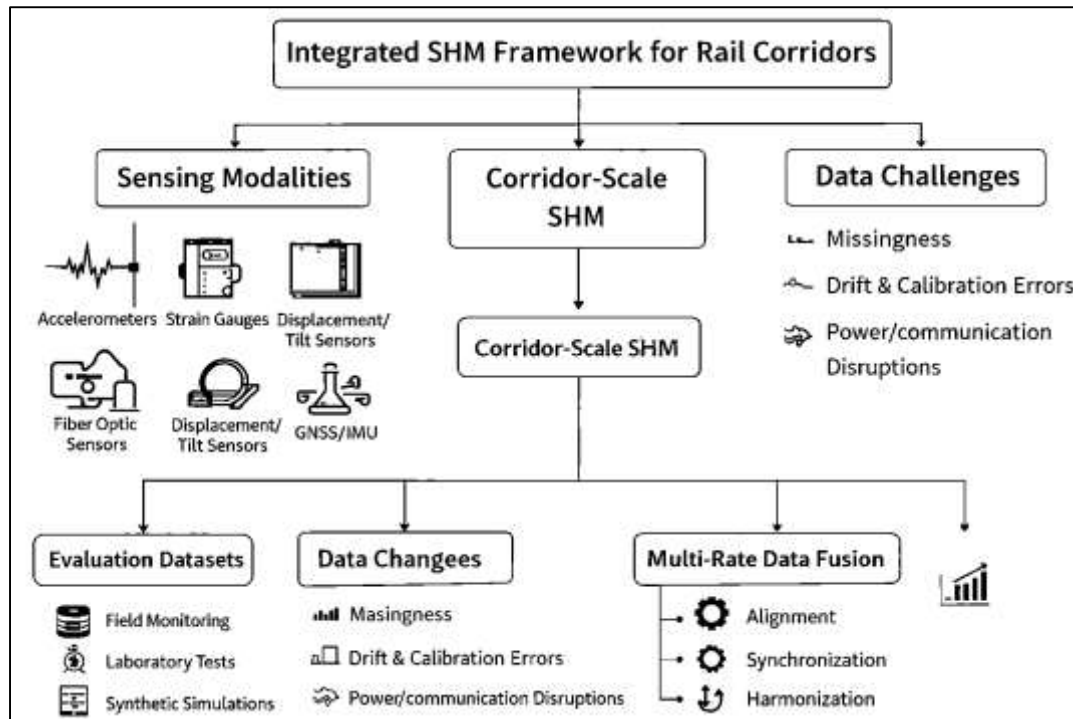 Integrated SHM Framework for Rail Corridors
Sensing Modalities
Accelerometers
Strain Gauges
Displacement/
Tilt Sensors
Fiber Optic
Sensors
Displacement/
Tilt Sensors
GNSS/IMU
Corridor-Scale
SHM
Corridor-Scale SHM
Data Challenges
Missingness
Drift & Calibration Errors
Power/communication
Disruptions
Evaluation Datasets
Field Monitoring
Laboratory Tests
Synthetic Simulations
Data Changees
Masingness
Drift & Calibration Errors
Power/communication Disruptions
Multi-Rate Data Fusion
Alignment
Synchronization
Harmonization